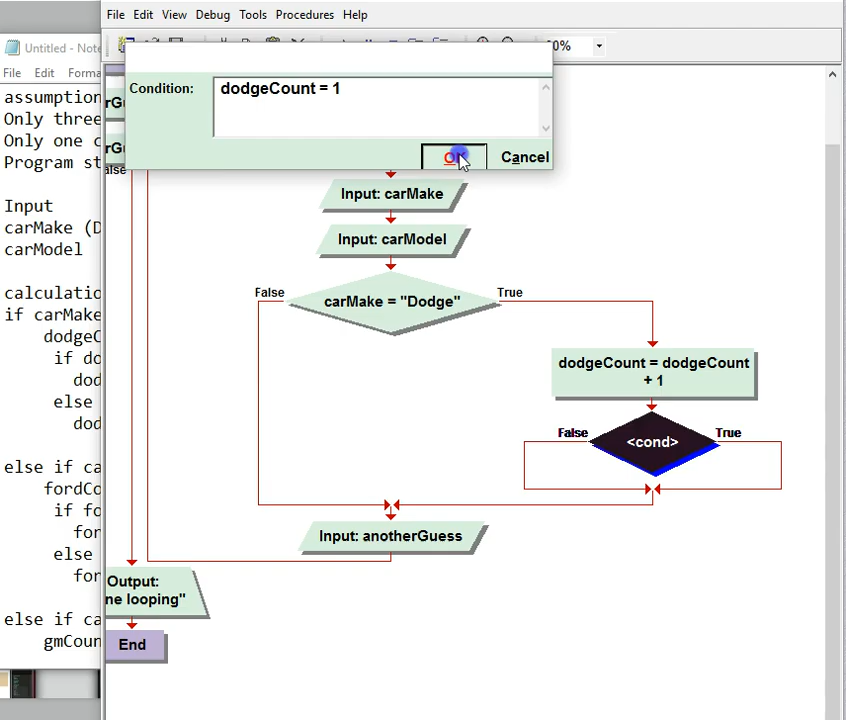 File Edit View Debug Tools Procedures Help
Untitled - Note
File Edit Forma
assumption
Only three
Only one c
Program st
Input
carMake (D
carModel
calculatio
if carMake
dodgeC
if do
dod
else
dod
else if ca
fordCo
if fo
for
else
for
else if ca
gmCoun
Condition:
dodgeCount = 1
OK
Cancel
Input: carMake
Input: carModel
False
True
carMake = "Dodge"
dodgeCount = dodgeCount
+ 1
False
True
<cond>
Input: anotherGuess
Output:
ne looping"
End